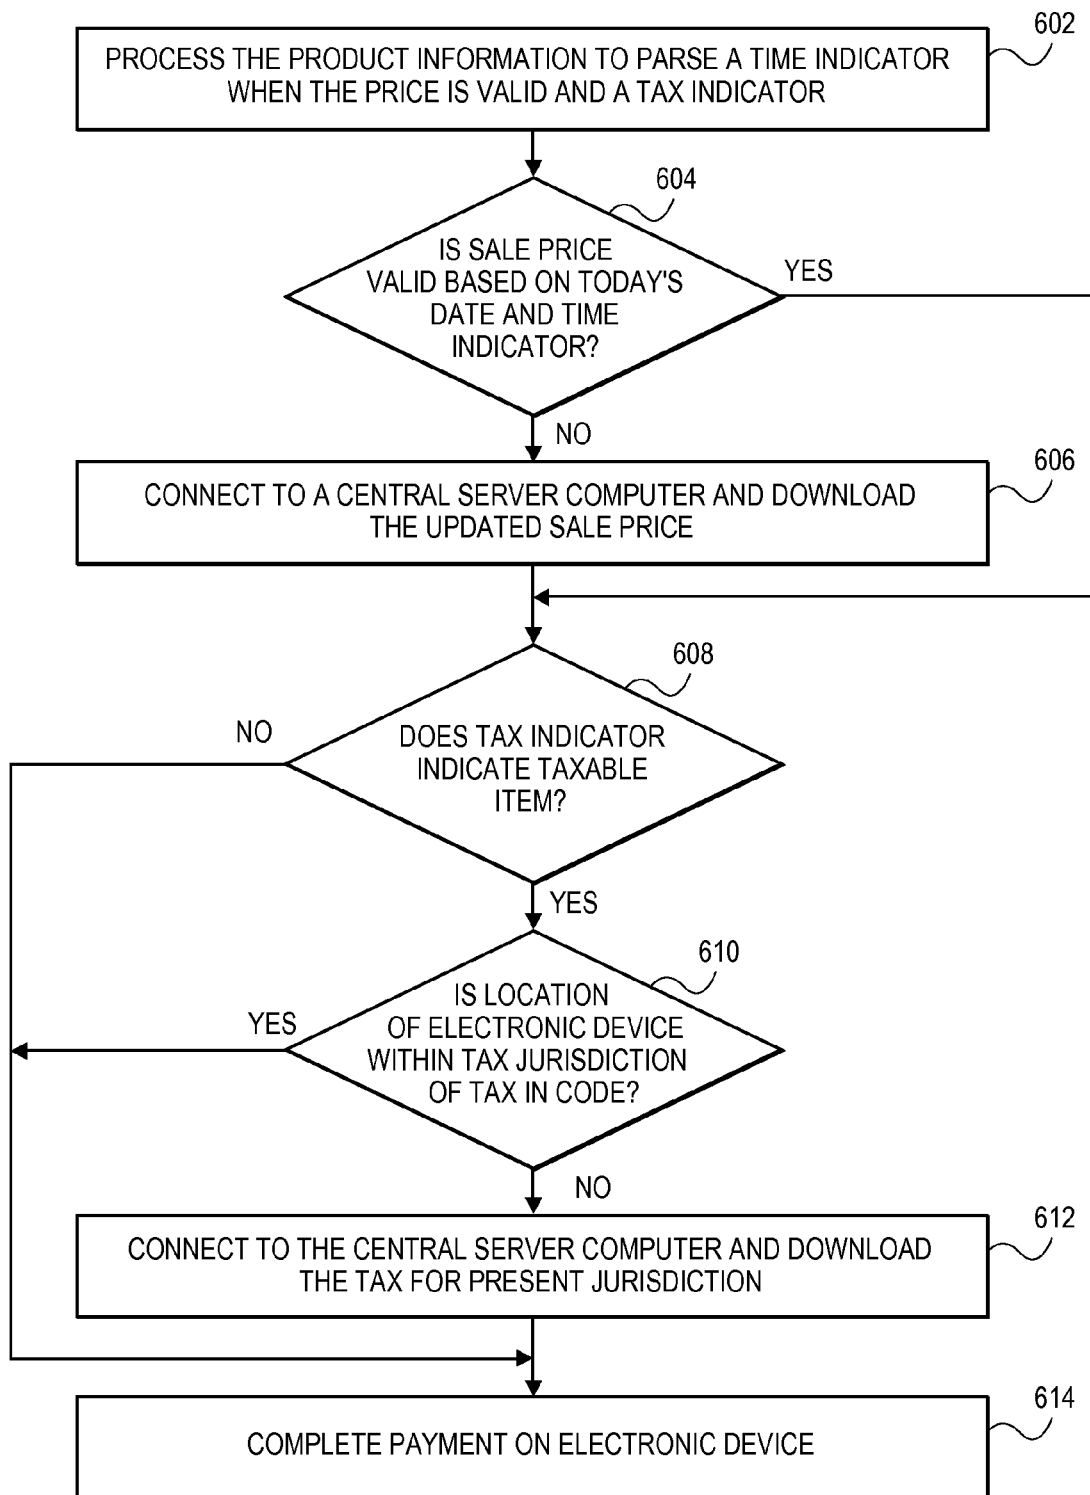 602
PROCESS THE PRODUCT INFORMATION TO PARSE A TIME INDICATOR
WHEN THE PRICE IS VALID AND A TAX INDICATOR
604
IS SALE PRICE
VALID BASED ON TODAY'S
DATE AND TIME
INDICATOR?
YES
NO
606
CONNECT TO A CENTRAL SERVER COMPUTER AND DOWNLOAD
THE UPDATED SALE PRICE
608
NO
DOES TAX INDICATOR
INDICATE TAXABLE
ITEM?
YES
610
IS LOCATION
OF ELECTRONIC DEVICE
WITHIN TAX JURISDICTION
OF TAX IN CODE?
YES
NO
612
CONNECT TO THE CENTRAL SERVER COMPUTER AND DOWNLOAD
THE TAX FOR PRESENT JURISDICTION
614
COMPLETE PAYMENT ON ELECTRONIC DEVICE